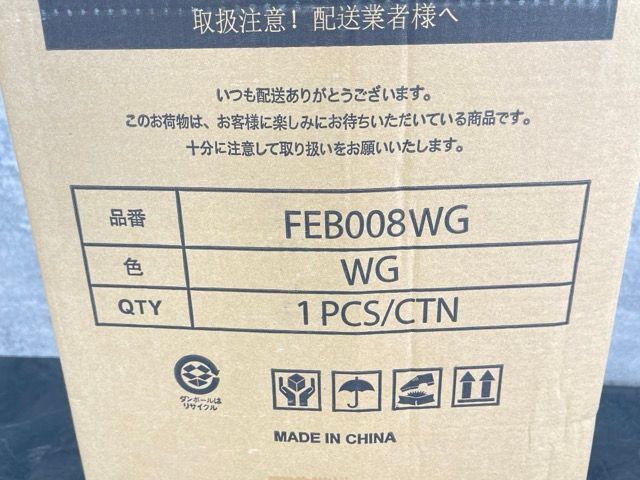 取扱注意! 配送業者様へ
いつも配送ありがとうございます。
このお荷物は、お客様に楽しみにお待ちいただいている商品です。
十分に注意して取り扱いをお願いいたします。
品番 FEB008WG
色 WG
QTY 1 PCS/CTN
ダンボールは
リサイクル
MADE IN CHINA